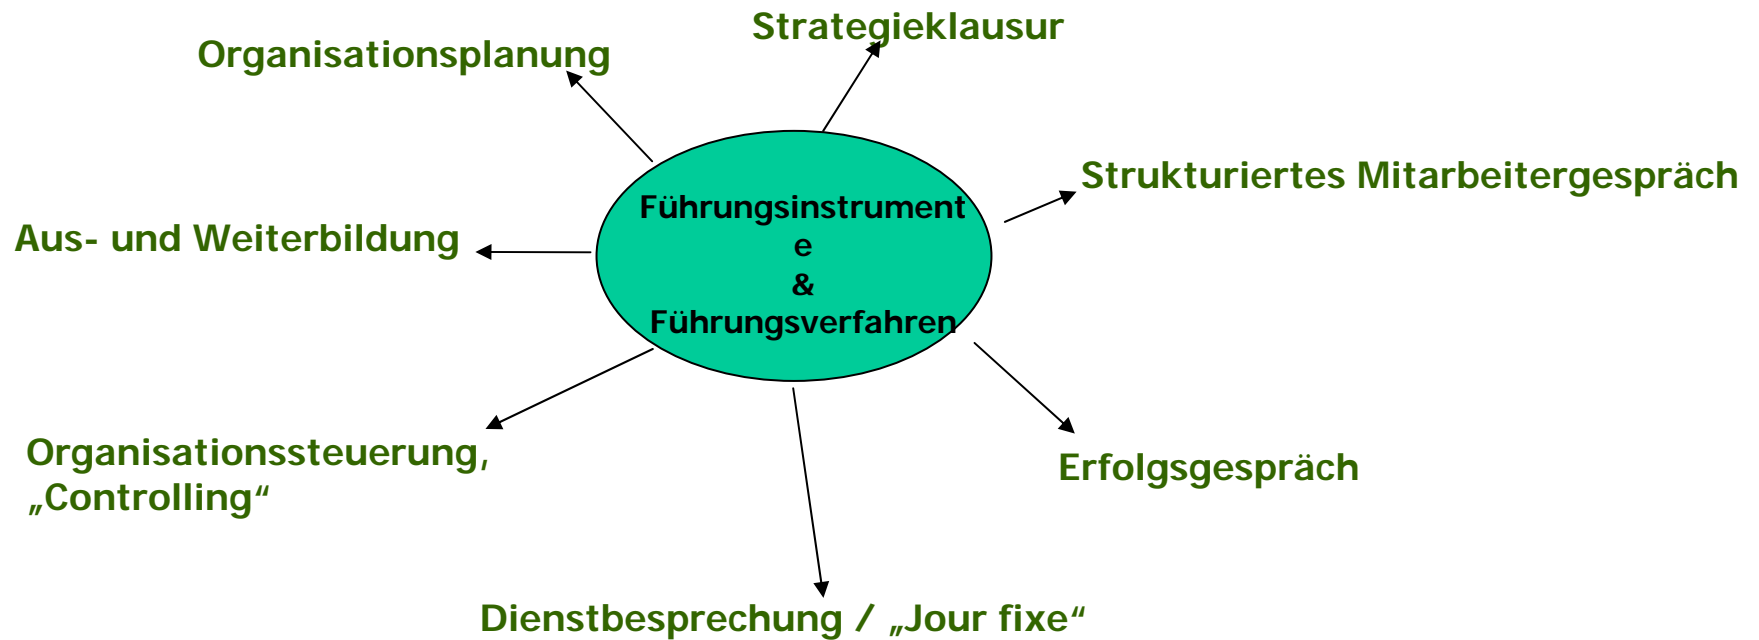 Strategieklausur
Organisationsplanung
Strukturiertes Mitarbeitergespräch
Führungsinstrument
e
&
Führungsverfahren
Aus- und Weiterbildung
Organisationssteuerung,
„Controlling“
Erfolgsgespräch
Dienstbesprechung / „Jour fixe“